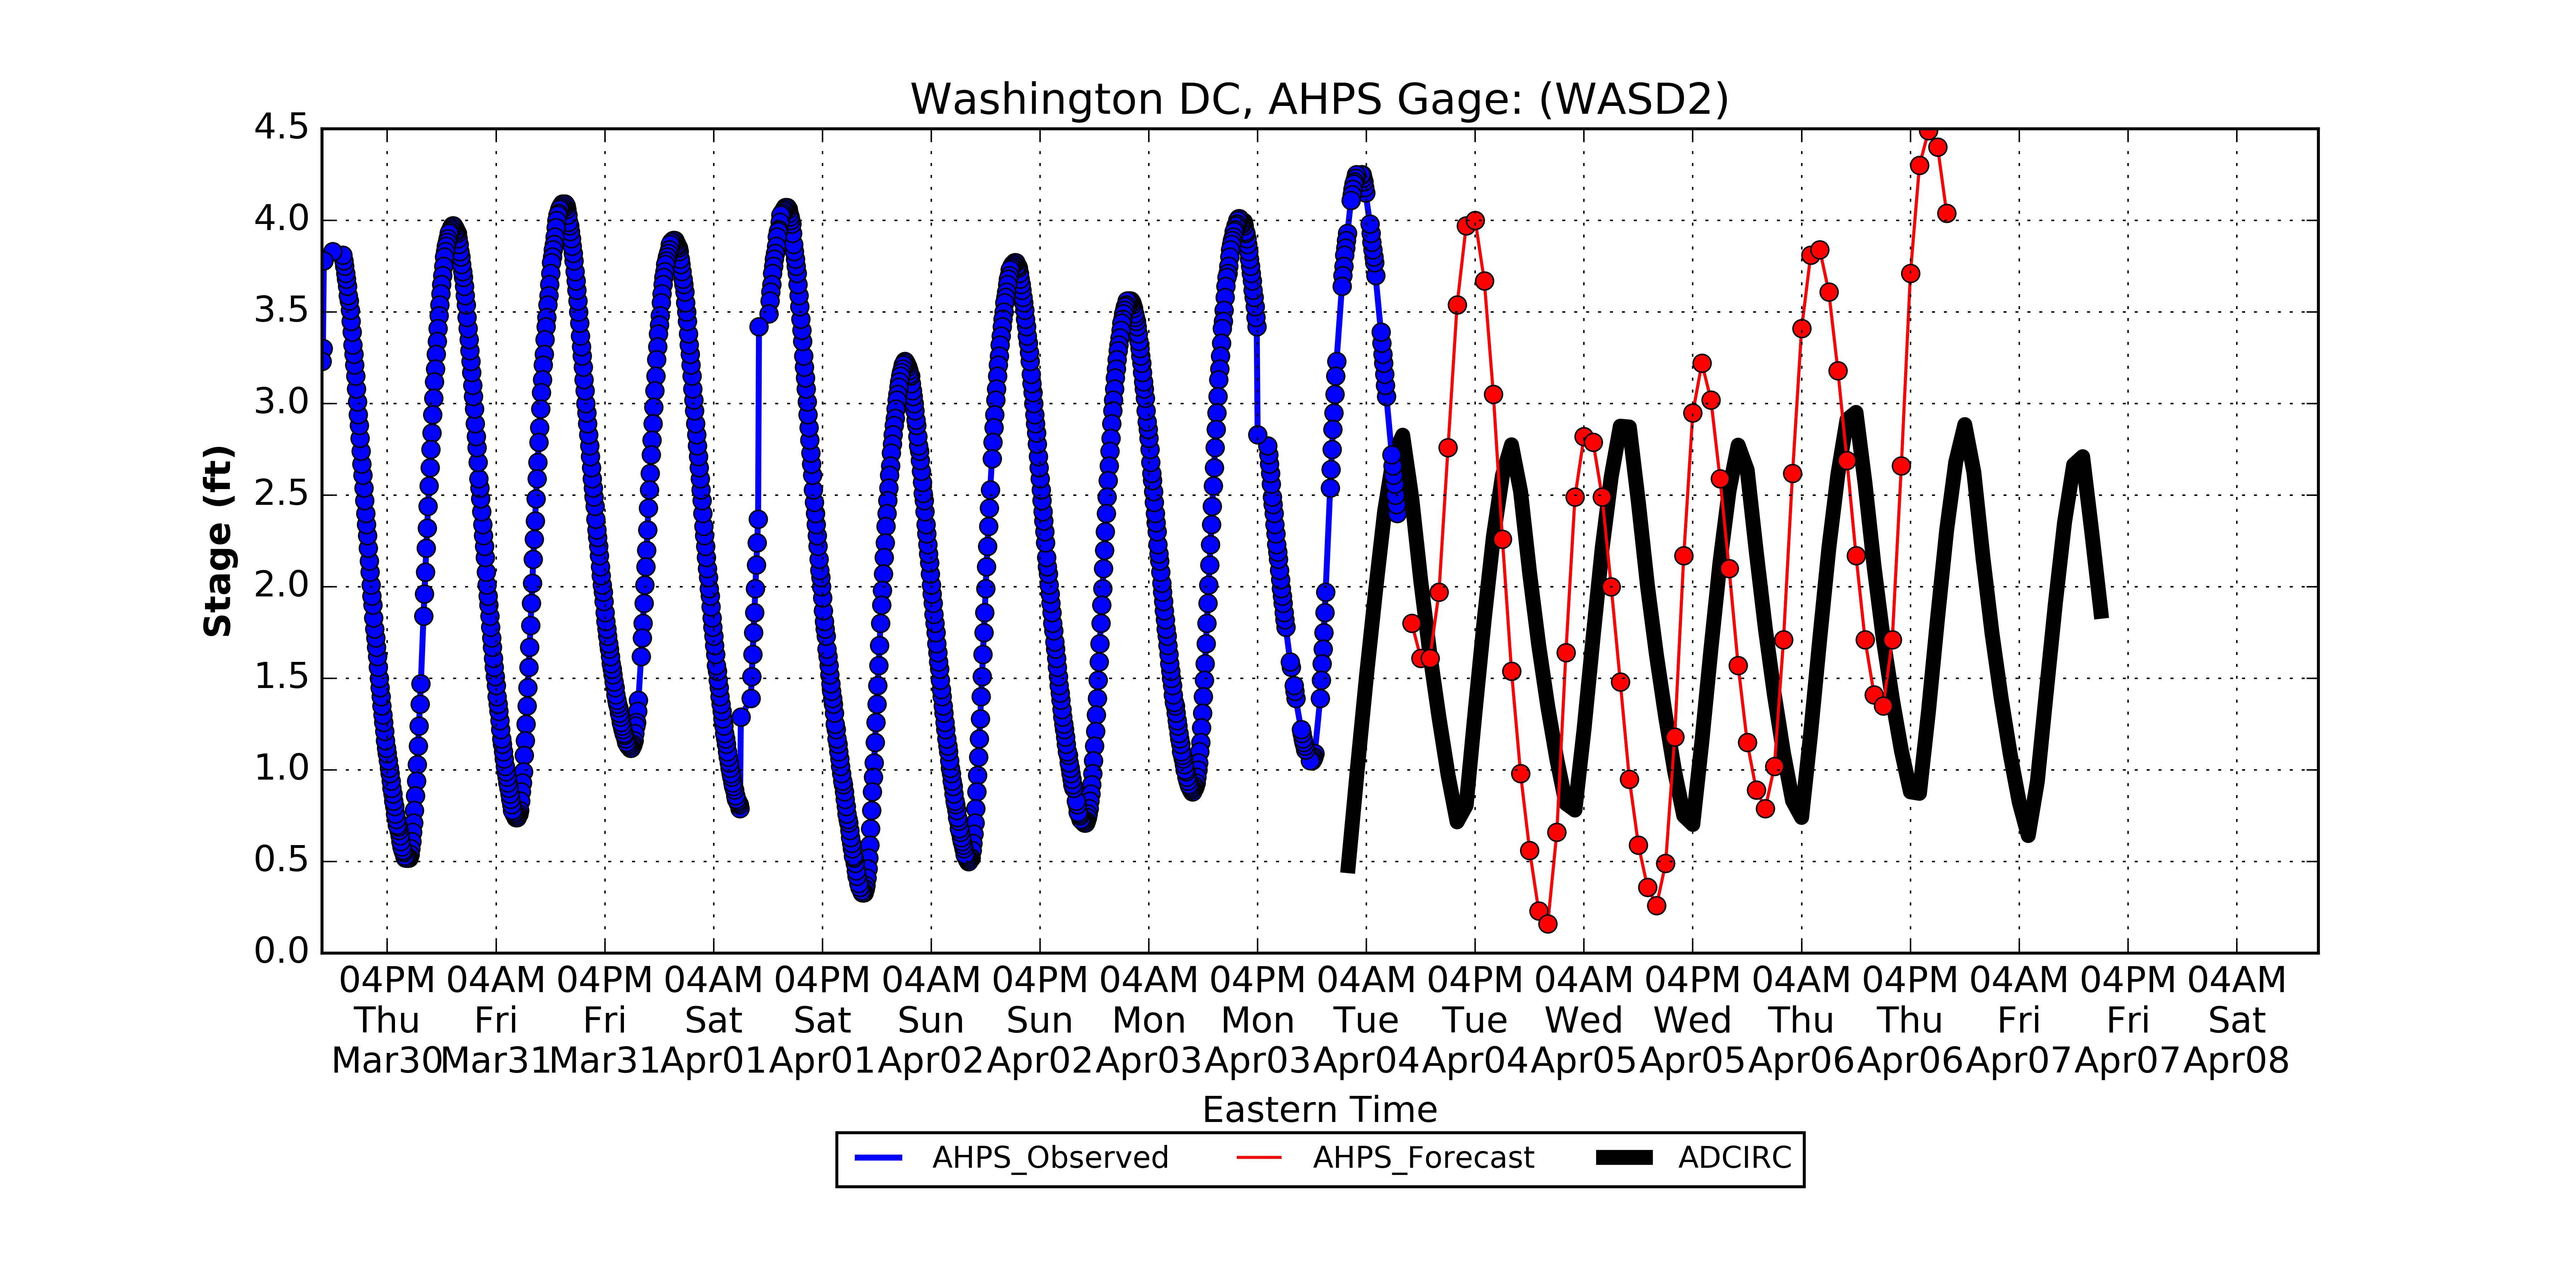 Washington DC, AHPS Gage: (WASD2)
4.5
4.0
3.5
3.0
2.5
2.0
1.5
1.0
0.5
0.0
Stage (ft)
04PM 04AM 04PM 04AM 04PM 04AM 04PM 04AM 04PM 04AM 04PM 04AM 04PM 04AM 04PM 04AM 04PM 04AM
Thu Fri Fri Sat Sat Sun Sun Mon Mon Tue Tue Wed Wed Thu Thu Fri Fri Sat
Mar30 Mar31 Mar31 Apr01 Apr01 Apr02 Apr02 Apr03 Apr03 Apr04 Apr04 Apr05 Apr05 Apr06 Apr06 Apr07 Apr07 Apr08
Eastern Time
AHPS_Observed AHPS_Forecast ADCIRC